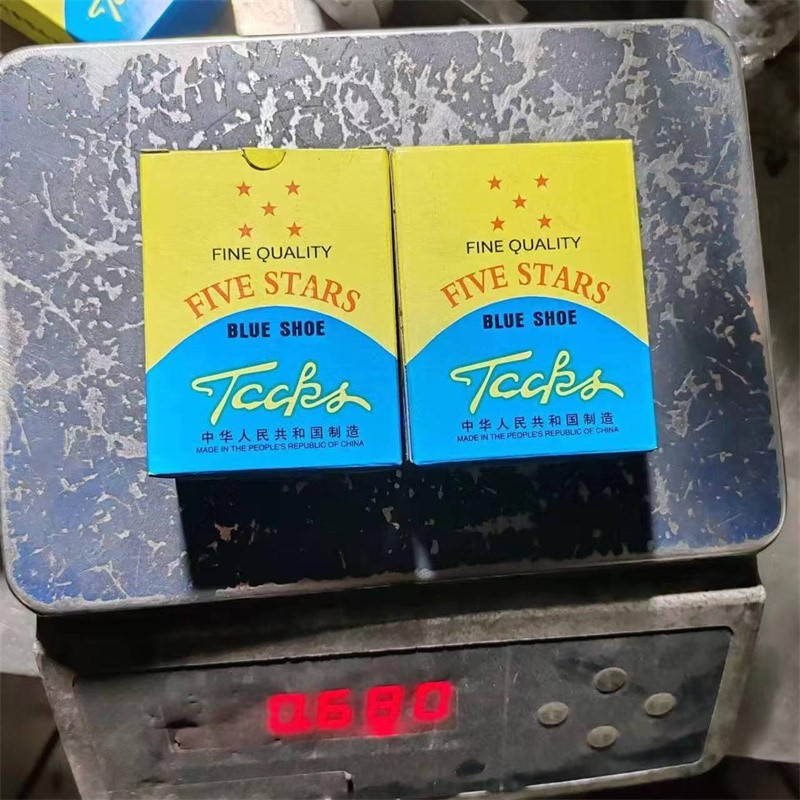 FINE QUALITY
FIVE STARS
BLUE SHOE
Tacks
中华人民共和国制造
MADE IN THE PEOPLE'S REPUBLIC OF CHINA
FINE QUALITY
FIVE STARS
BLUE SHOE
Tacks
中华人民共和国制造
MADE IN THE PEOPLE'S REPUBLIC OF CHINA
0.680